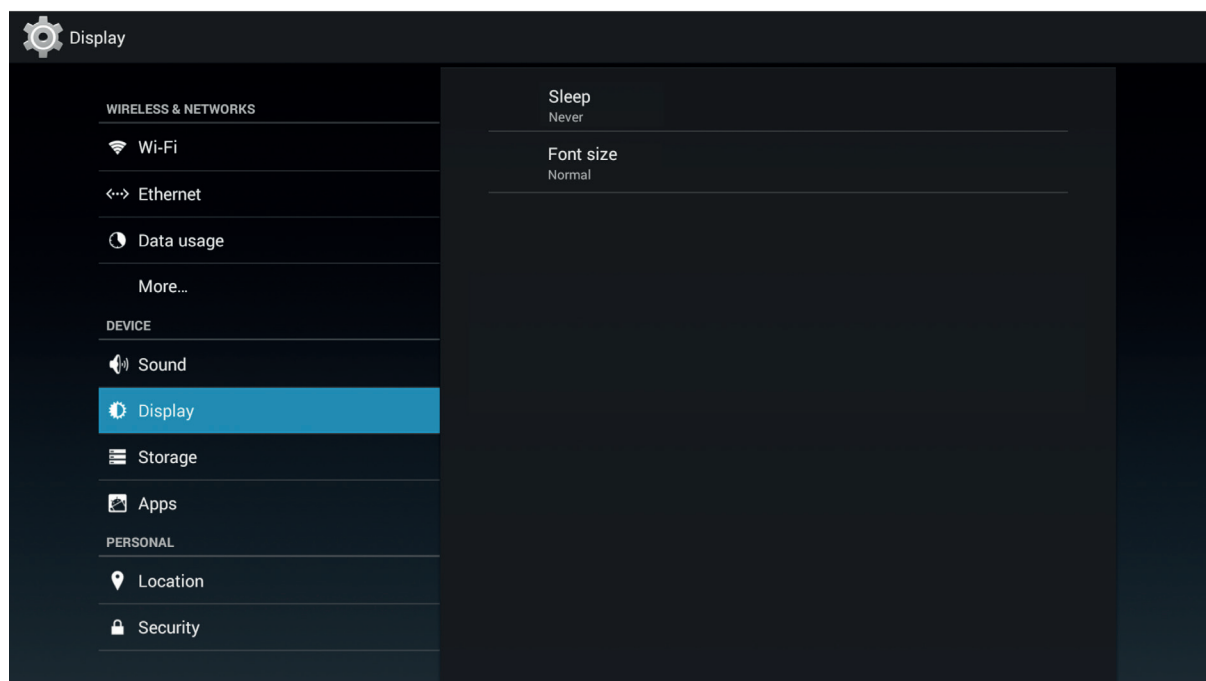 Display
WIRELESS & NETWORKS
Wi-Fi
Ethernet
Data usage
More...
DEVICE
Sound
Display
Storage
Apps
PERSONAL
Location
Security
Sleep
Never
Font size
Normal